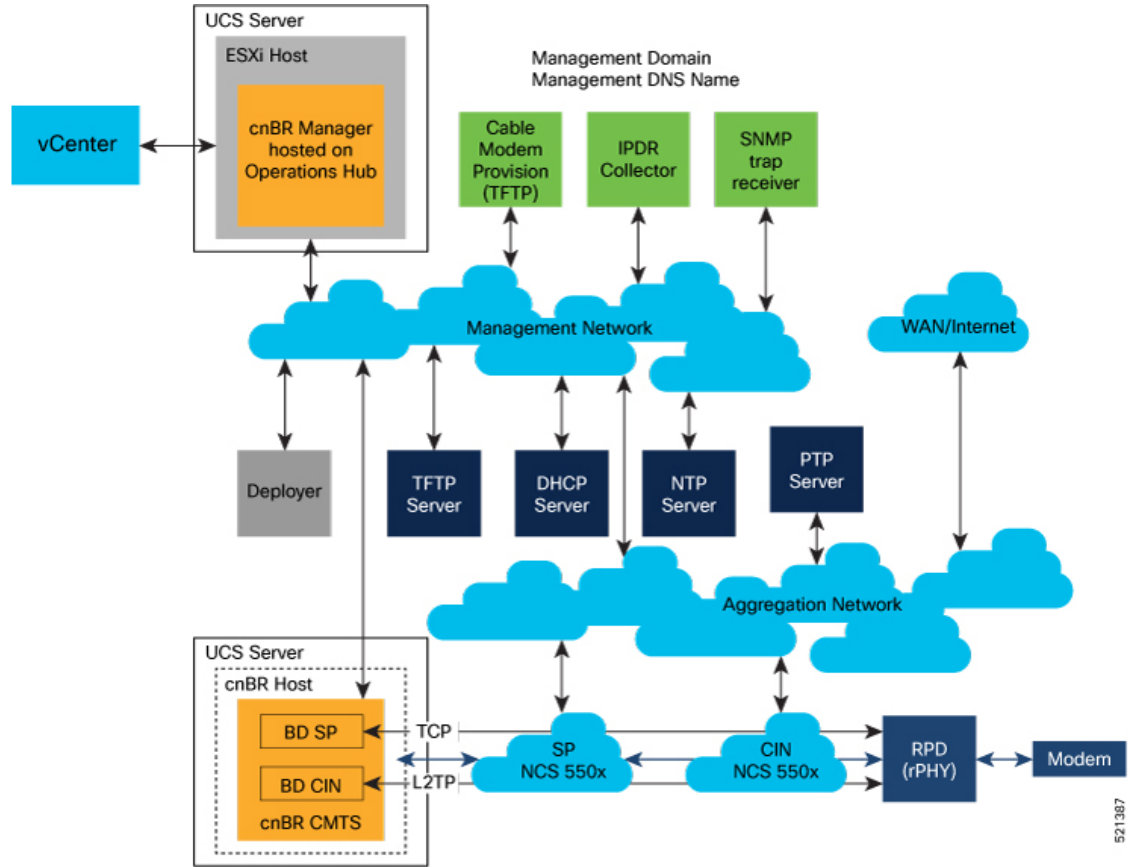 UCS Server
ESXi Host
cnBR Manager
hosted on
Operations Hub
vCenter
Management Domain
Management DNS Name
Cable
Modem
Provision
(TFTP)
IPDR
Collector
SNMP
trap
receiver
Management Network
WAN/Internet
Deployer
TFTP
Server
DHCP
Server
NTP
Server
PTP
Server
Aggregation Network
UCS Server
cnBR Host
BD SP
BD CIN
cnBR CMTS
TCP
L2TP
SP
NCS 550x
CIN
NCS 550x
RPD
(rPHY)
Modem
521387